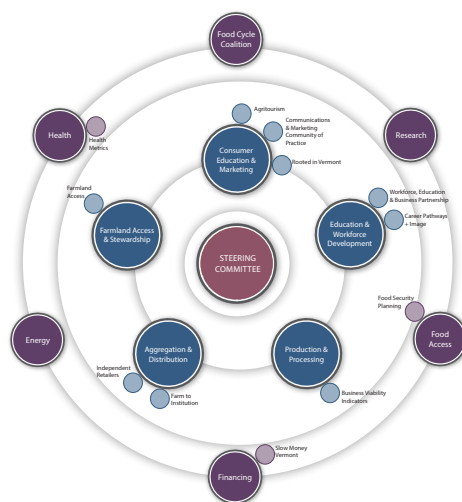 Food Cycle
Coalition
Agritourism
Communications
& Marketing
Community of
Practice
Health
Health
Metrics
Research
Consumer
Education &
Marketing
Rooted in Vermont
Farmland
Access
Workforce, Education
& Business Partnership
Career Pathways
+ Image
Farmland Access
& Stewardship
Education &
Workforce
Development
STEERING
COMMITTEE
Food Security
Planning
Energy
Food
Access
Aggregation &
Distribution
Production &
Processing
Independent
Retailers
Farm to
Institution
Business Viability
Indicators
Slow Money
Vermont
Financing